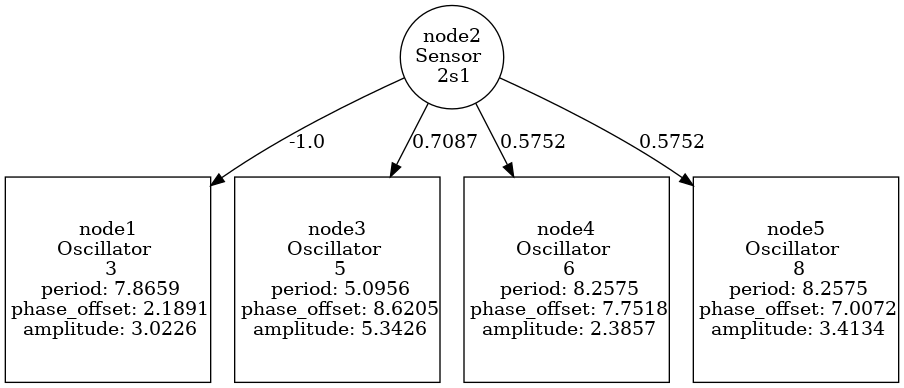 node2
Sensor
2s1
-1.0
0.7087
0.5752
0.5752
node1
Oscillator
3
period: 7.8659
phase_offset: 2.1891
amplitude: 3.0226
node3
Oscillator
5
period: 5.0956
phase_offset: 8.6205
amplitude: 5.3426
node4
Oscillator
6
period: 8.2575
phase_offset: 7.7518
amplitude: 2.3857
node5
Oscillator
8
period: 8.2575
phase_offset: 7.0072
amplitude: 3.4134